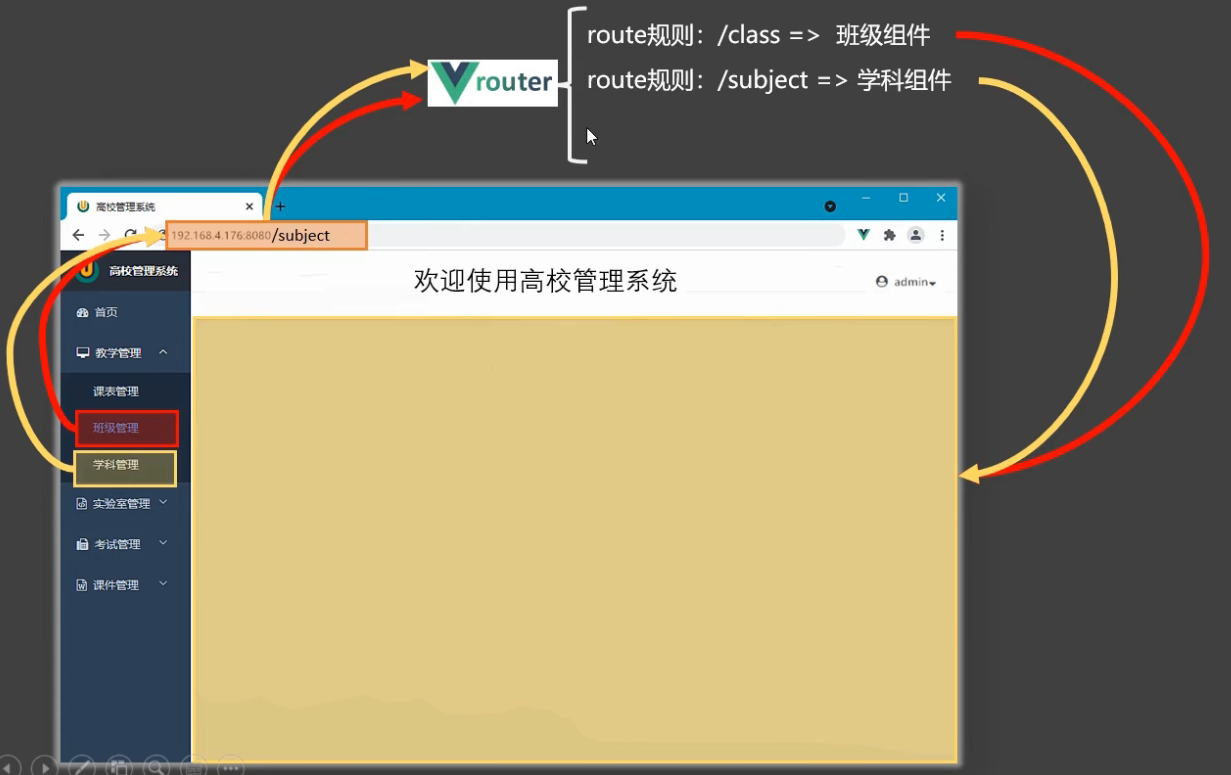 route规则：/class => 班级组件
router
route规则：/subject => 学科组件
高校管理系统
192.168.4.176:8080/subject
高校管理系统
欢迎使用高校管理系统
admin
首页
教学管理
课表管理
班级管理
学科管理
实验室管理
考试管理
课件管理